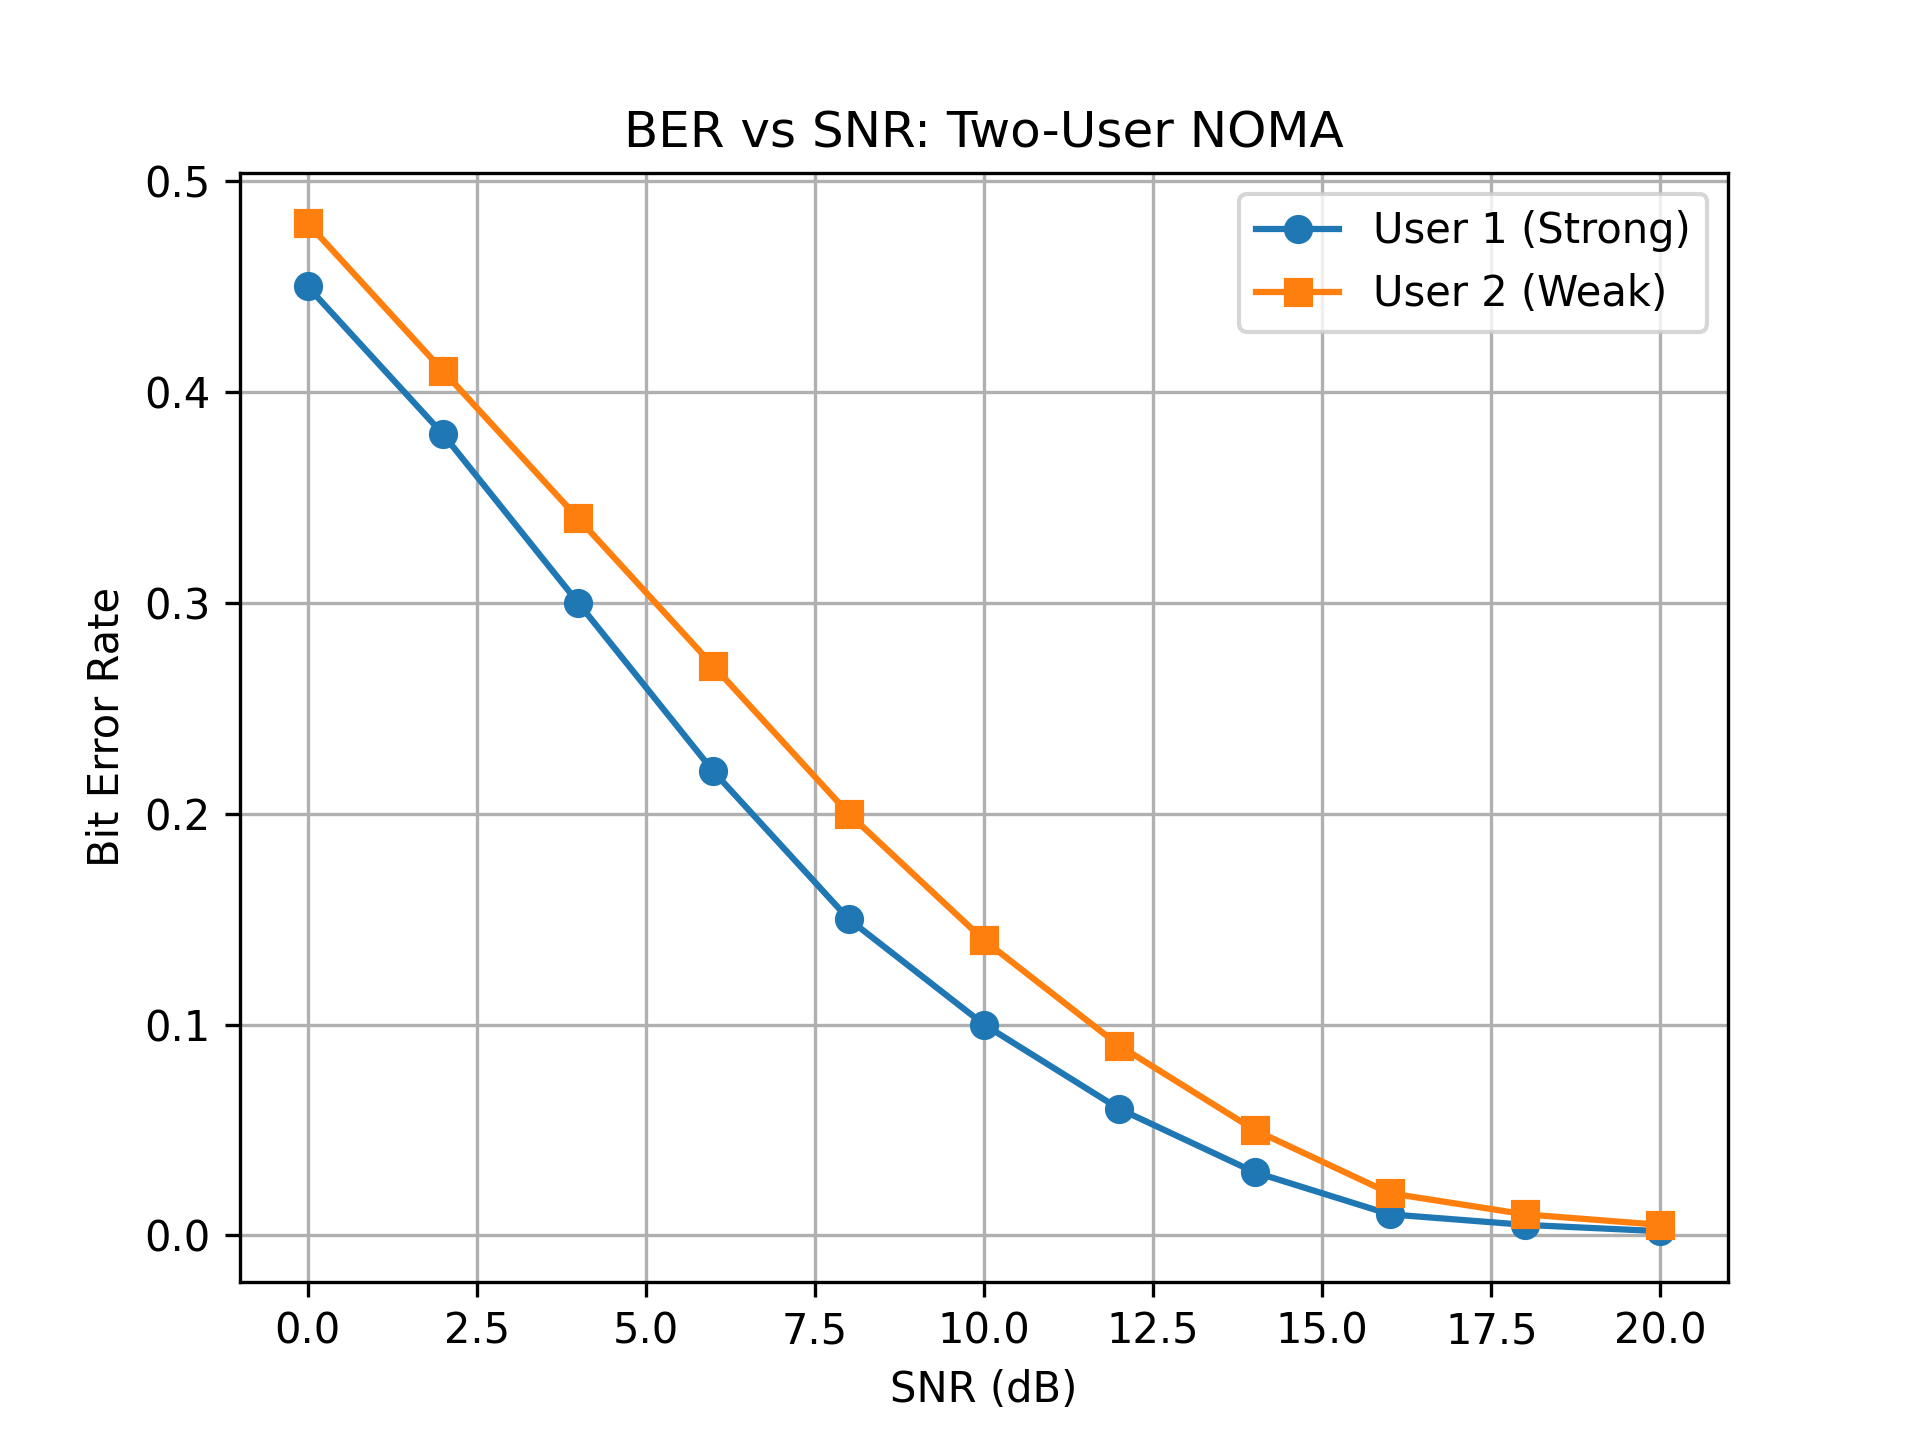 BER vs SNR: Two-User NOMA
User 1 (Strong)
User 2 (Weak)
Bit Error Rate
0.5
0.4
0.3
0.2
0.1
0.0
0.0 2.5 5.0 7.5 10.0 12.5 15.0 17.5 20.0
SNR (dB)